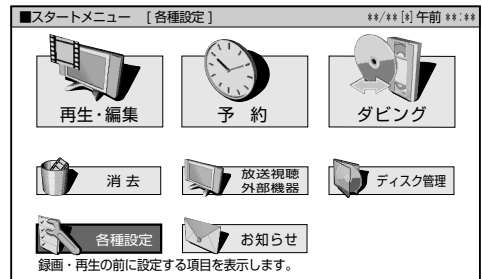 ■スタートメニュー [各種設定] **/**[*]午前**:**
再生・編集
予 約
ダビング
消 去
放送視聴
外部機器
ディスク管理
各種設定
お知らせ
録画・再生の前に設定する項目を表示します。